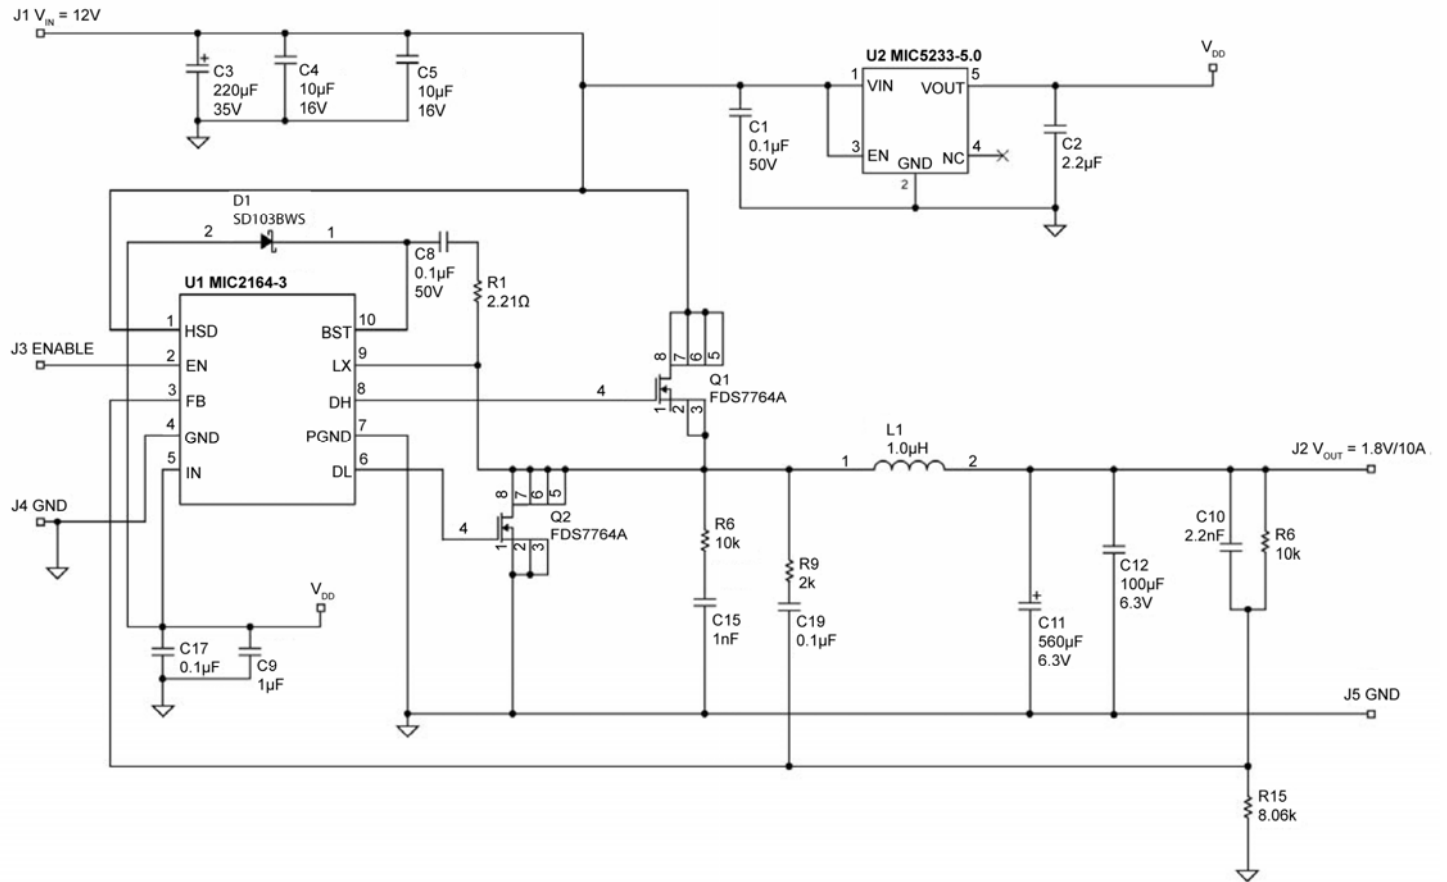 J1 VIN = 12V
C3
220µF
35V
C4
10µF
16V
C5
10µF
16V
U2 MIC5233-5.0
1
VIN
VOUT
5
3
EN
GND
NC
4
2
VDD
C1
0.1µF
50V
C2
2.2µF
D1
SD103BWS
2
1
C8
0.1µF
50V
R1
2.21Ω
U1 MIC2164-3
1
HSD
BST
10
J3 ENABLE
2
EN
LX
9
3
FB
DH
8
4
GND
PGND
7
5
IN
DL
6
J4 GND
4
8
7
6
5
Q1
FDS7764A
1
2
3
8
7
6
5
4
Q2
FDS7764A
1
2
3
L1
1.0µH
1
2
J2 VOUT = 1.8V/10A
R6
10k
C15
1nF
R9
2k
C19
0.1µF
C11
560µF
6.3V
C12
100µF
6.3V
C10
2.2nF
R6
10k
VDD
C17
0.1µF
C9
1µF
J5 GND
R15
8.06k